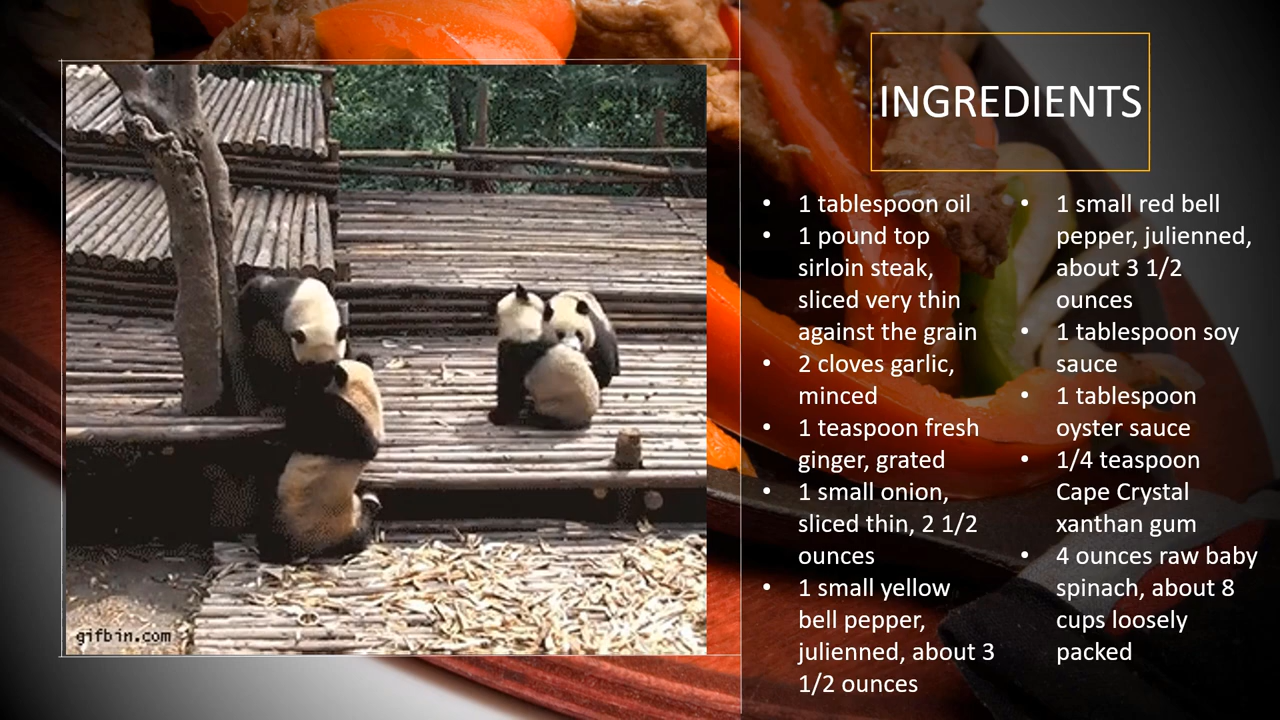 INGREDIENTS
• 1 tablespoon oil
• 1 pound top
sirloin steak,
sliced very thin
against the grain
• 2 cloves garlic,
minced
• 1 teaspoon fresh
ginger, grated
• 1 small onion,
sliced thin, 2 1/2
ounces
• 1 small yellow
bell pepper,
julienned, about 3
1/2 ounces
• 1 small red bell
pepper, julienned,
about 3 1/2
ounces
• 1 tablespoon soy
sauce
• 1 tablespoon
oyster sauce
• 1/4 teaspoon
Cape Crystal
xanthan gum
• 4 ounces raw baby
spinach, about 8
cups loosely
packed
gifbin.com